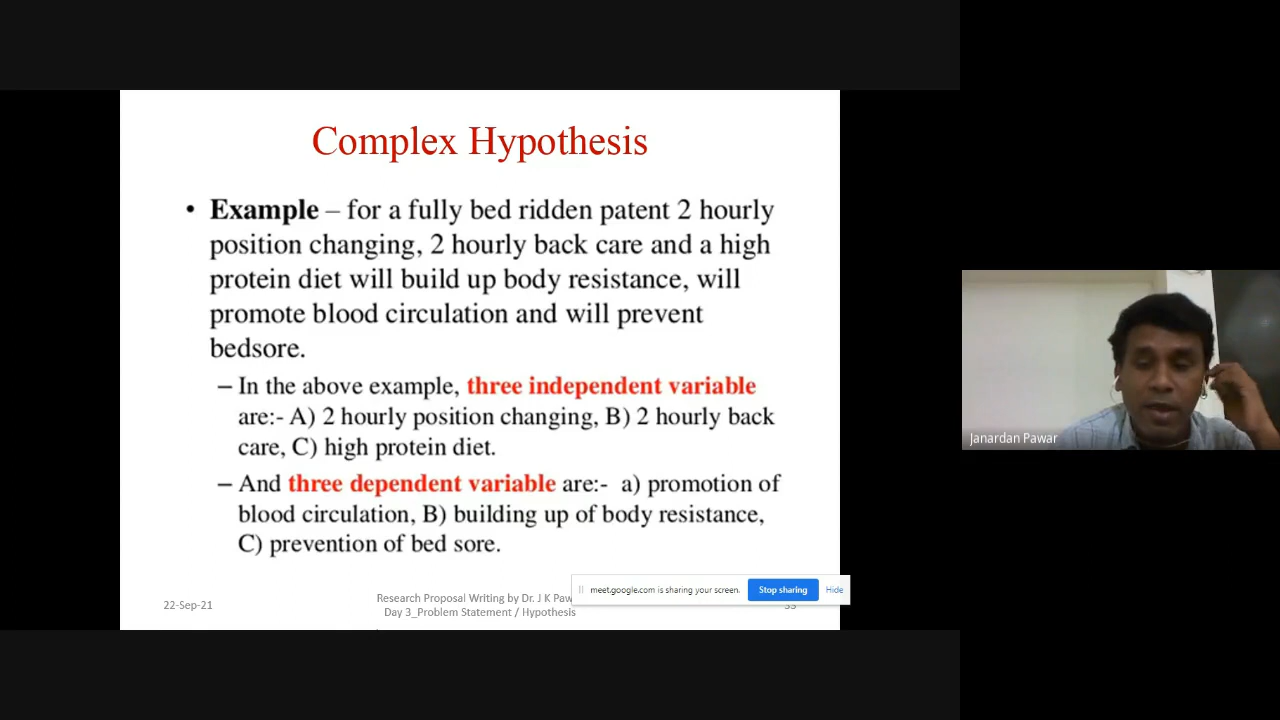 Complex Hypothesis
• Example – for a fully bed ridden patent 2 hourly
position changing, 2 hourly back care and a high
protein diet will build up body resistance, will
promote blood circulation and will prevent
bedsore.
– In the above example, three independent variable
are:- A) 2 hourly position changing, B) 2 hourly back
care, C) high protein diet.
– And three dependent variable are:- a) promotion of
blood circulation, B) building up of body resistance,
C) prevention of bed sore.
22-Sep-21
Research Proposal Writing by Dr. J K Paw
Day 3_Problem Statement / Hypothesis
meet.google.com is sharing your screen.
Stop sharing
Hide
Janardan Pawar